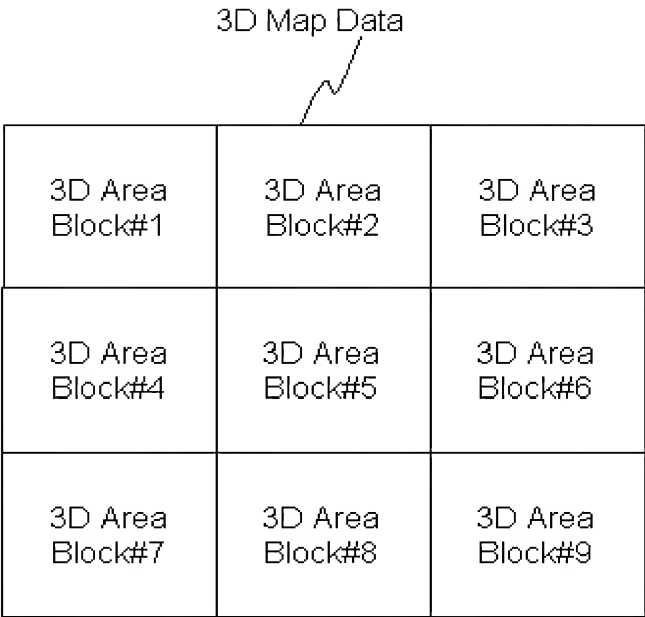 3D Map Data
3D Area
Block#1
3D Area
Block#2
3D Area
Block#3
3D Area
Block#4
3D Area
Block#5
3D Area
Block#6
3D Area
Block#7
3D Area
Block#8
3D Area
Block#9